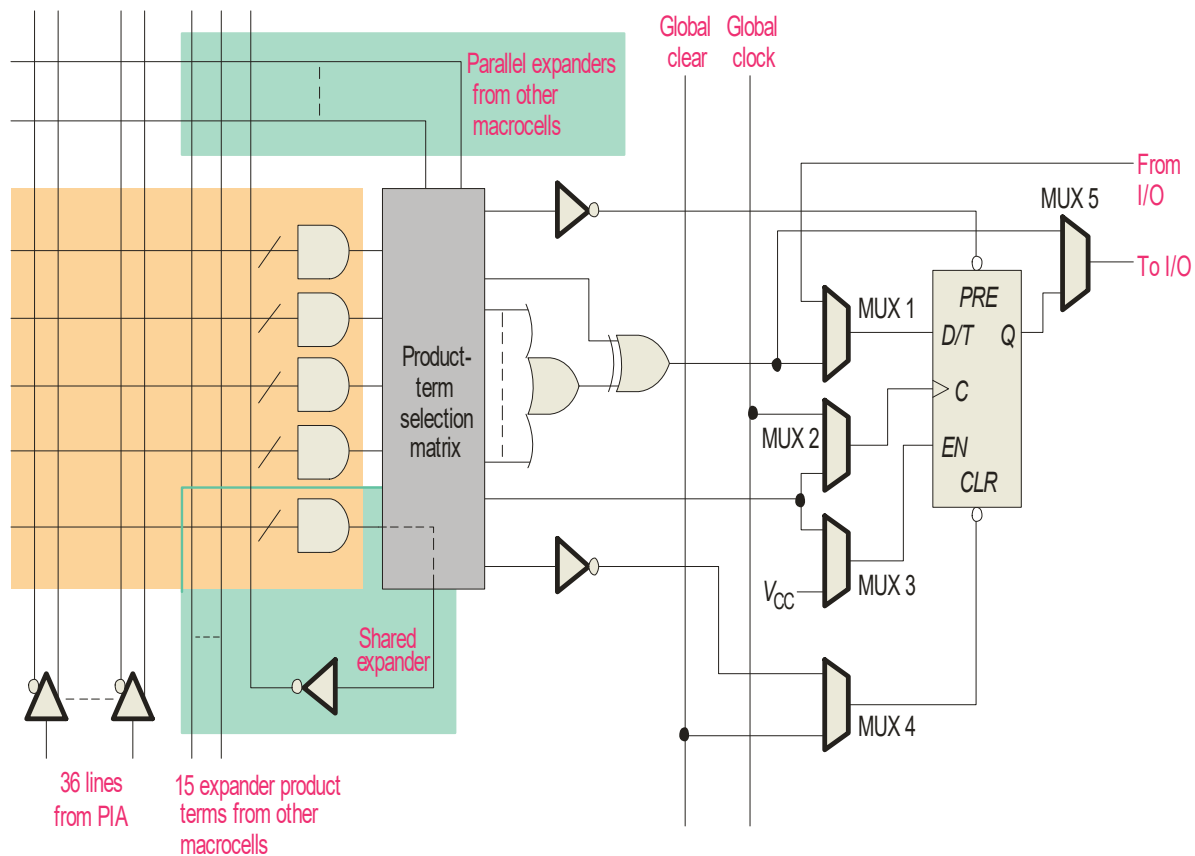 Global
clear
Global
clock
Parallel expanders
from other
macrocells
From
I/O
MUX 5
To I/O
PRE
MUX 1
D/T
Q
Product-
term
selection
matrix
C
MUX 2
EN
CLR
MUX 3
VCC
Shared
expander
MUX 4
36 lines
from PIA
15 expander product
terms from other
macrocells